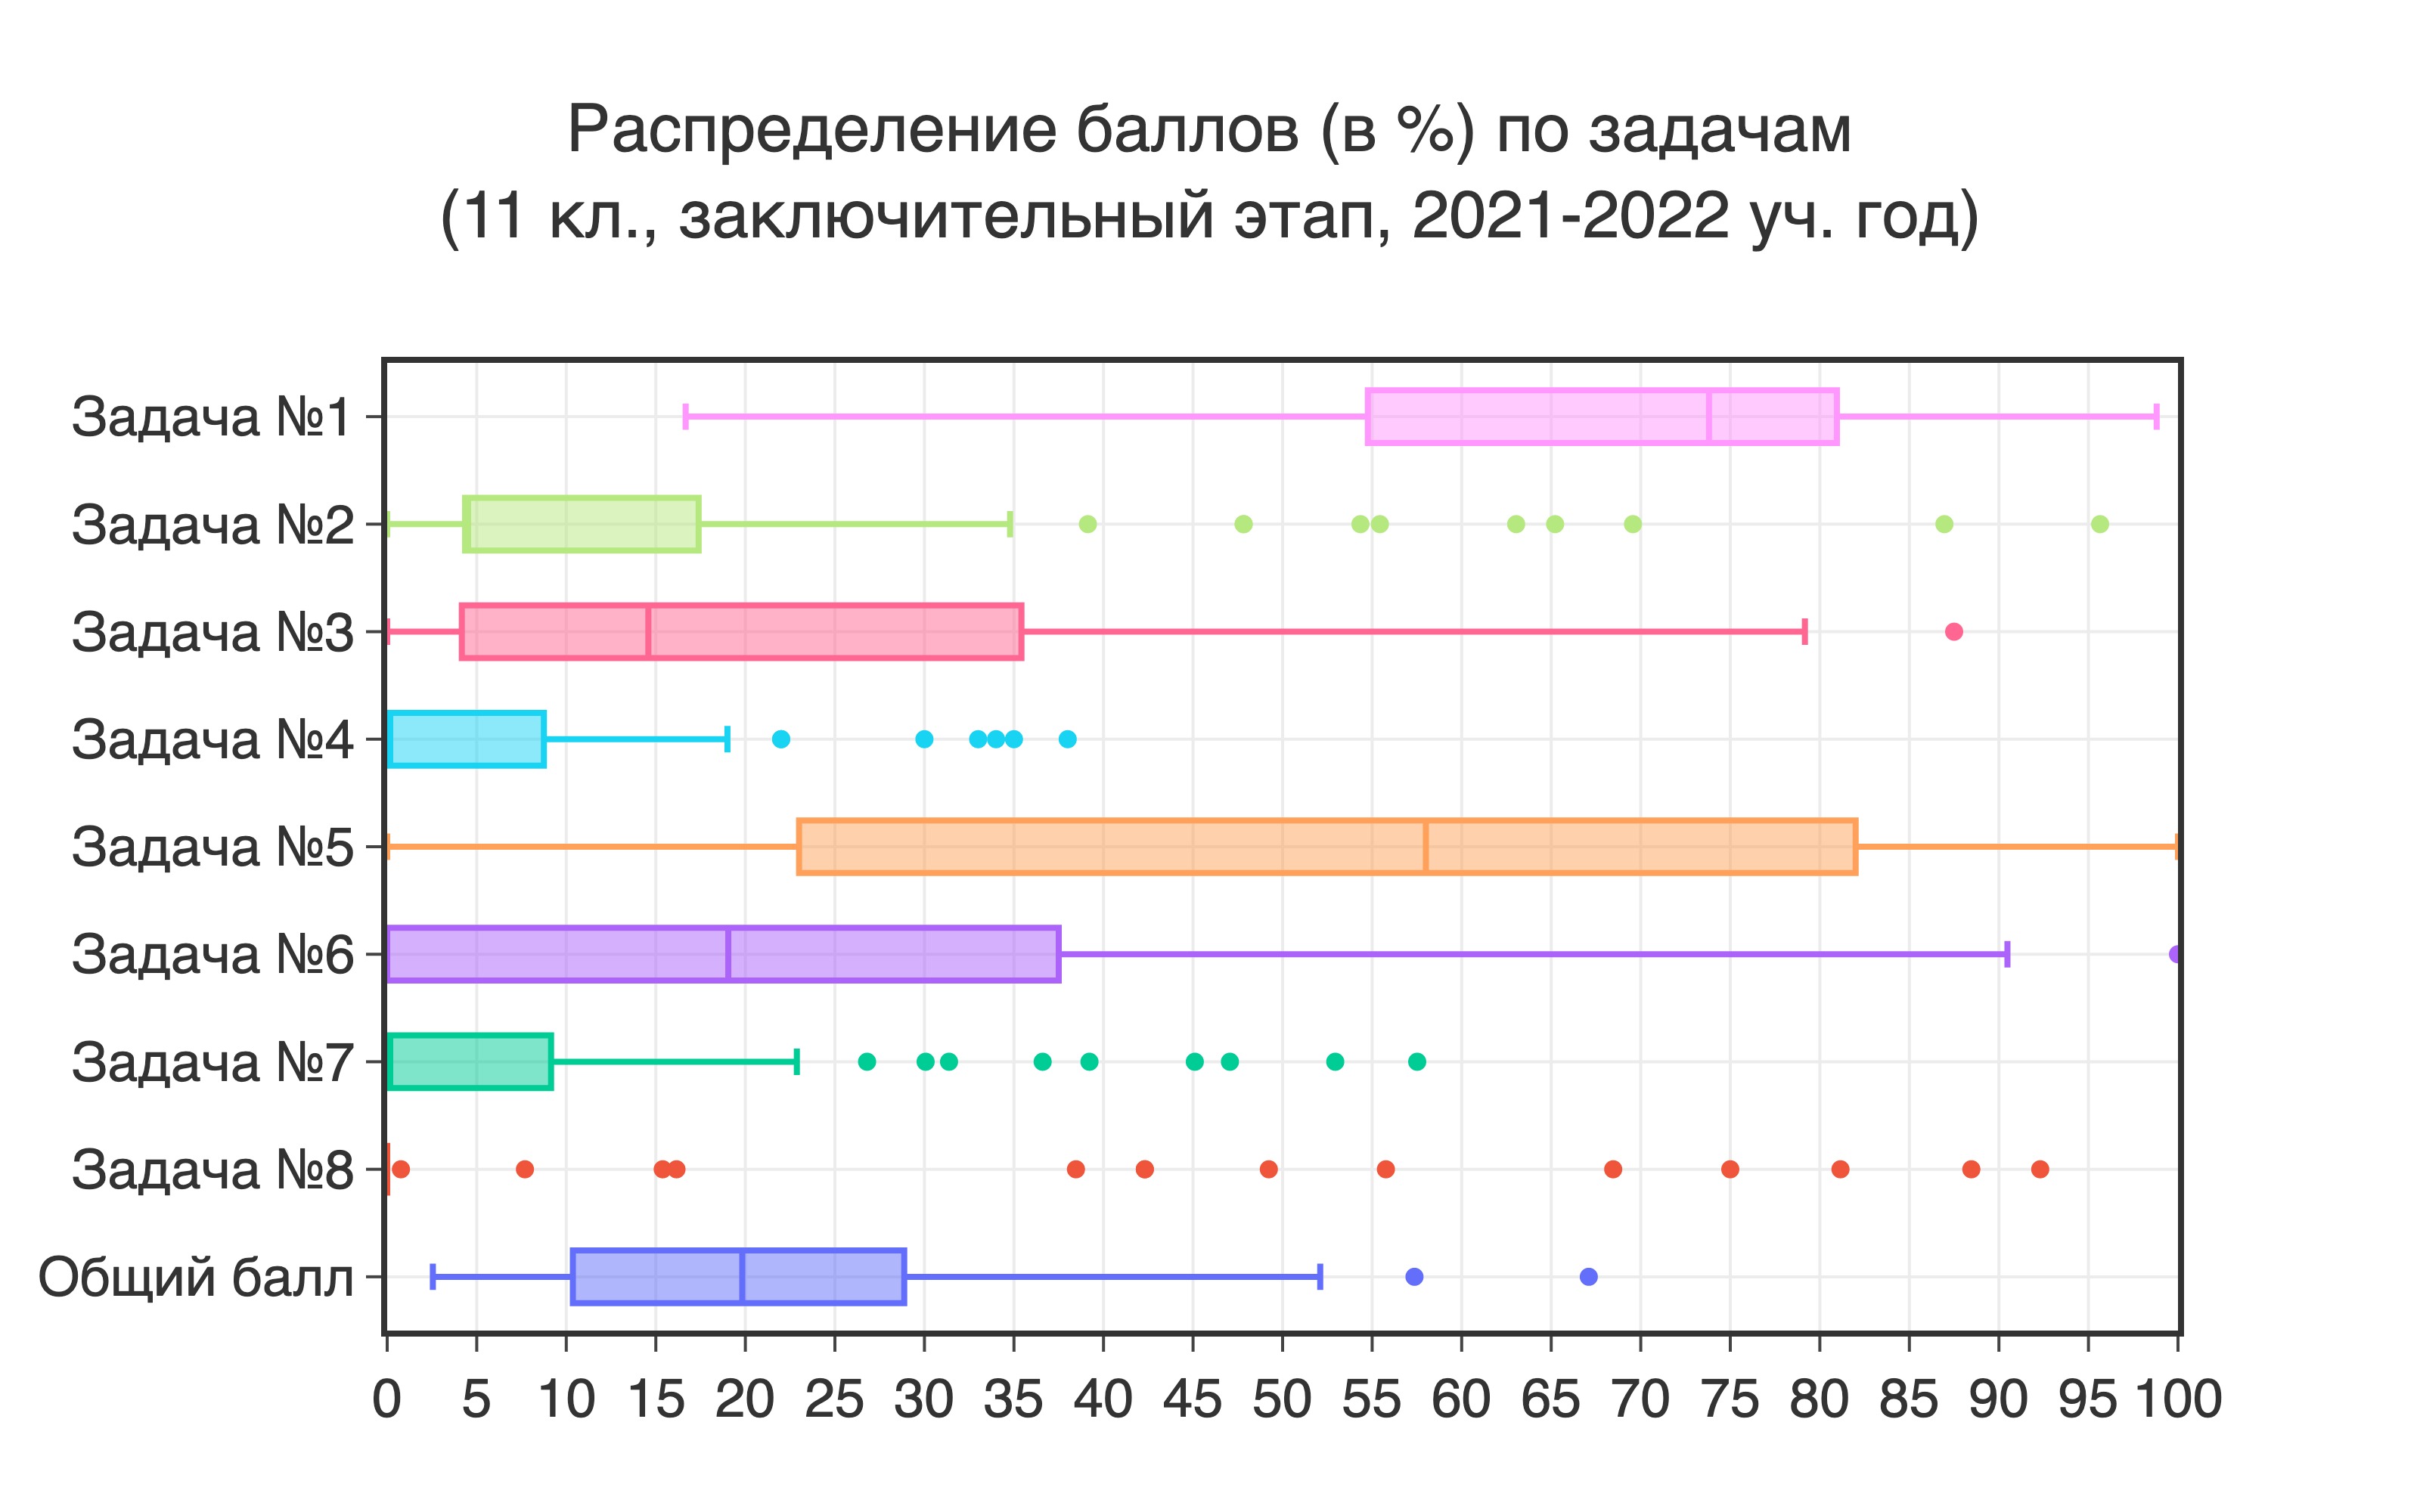 Распределение баллов (в %) по задачам
(11 кл., заключительный этап, 2021-2022 уч. год)
Задача №1
Задача №2
Задача №3
Задача №4
Задача №5
Задача №6
Задача №7
Задача №8
Общий балл
0 5 10 15 20 25 30 35 40 45 50 55 60 65 70 75 80 85 90 95 100